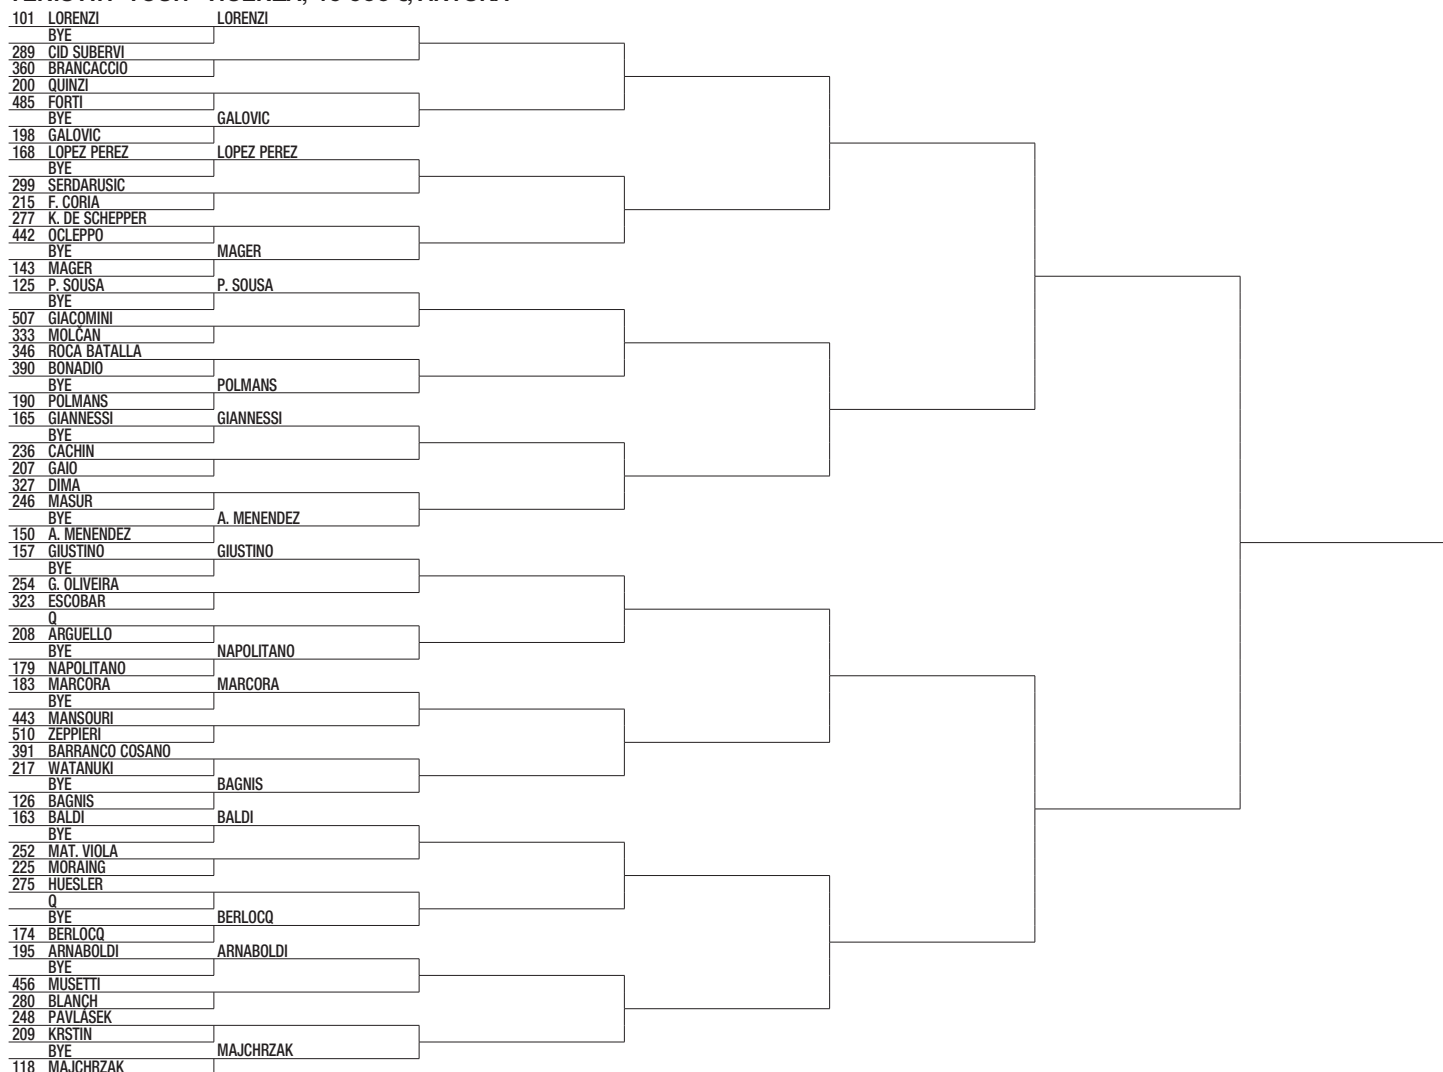 101 LORENZI LORENZI
BYE
289 CID SUBERVI
360 BRANCACCIO
200 QUINZI
485 FORTI
BYE GALOVIC
198 GALOVIC
168 LOPEZ PEREZ LOPEZ PEREZ
BYE
299 SERDARUSIC
215 F. CORIA
277 K. DE SCHEPPER
442 OCLEPPO
BYE MAGER
143 MAGER
125 P. SOUSA P. SOUSA
BYE
507 GIACOMINI
333 MOLČAN
346 ROCA BATALLA
390 BONADIO
BYE POLMANS
190 POLMANS
165 GIANNESSI GIANNESSI
BYE
236 CACHIN
207 GAIO
327 DIMA
246 MASUR
BYE A. MENENDEZ
150 A. MENENDEZ
157 GIUSTINO GIUSTINO
BYE
254 G. OLIVEIRA
323 ESCOBAR
Q
208 ARGUELLO
BYE NAPOLITANO
179 NAPOLITANO
183 MARCORA MARCORA
BYE
443 MANSOURI
510 ZEPPIERI
391 BARRANCO COSANO
217 WATANUKI
BYE BAGNIS
126 BAGNIS
163 BALDI BALDI
BYE
252 MAT. VIOLA
225 MORAING
275 HUESLER
Q
BYE BERLOCQ
174 BERLOCQ
195 ARNABOLDI ARNABOLDI
BYE
456 MUSETTI
280 BLANCH
248 PAVLÁSEK
209 KRSTIN
BYE MAJCHRZAK
118 MAJCHRZAK